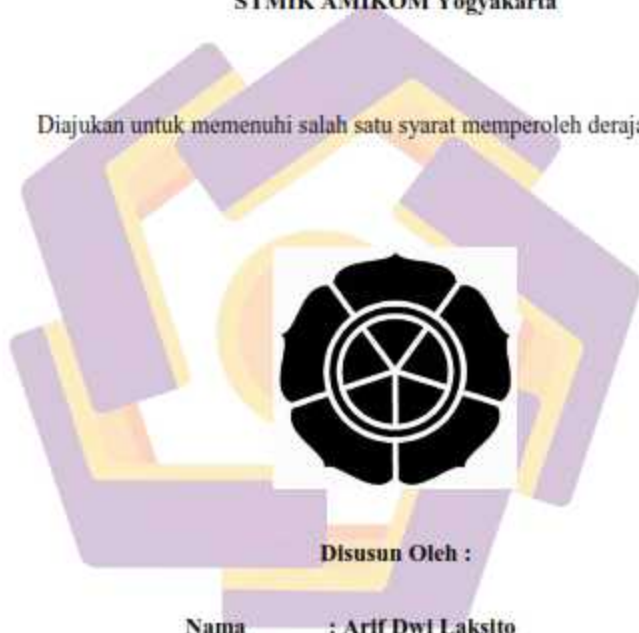 STMIK AMIKOM Yogyakarta
Diajukan untuk memenuhi salah satu syarat memperoleh deraja
Disusun Oleh :
Nama : Arif Dwi Laksito